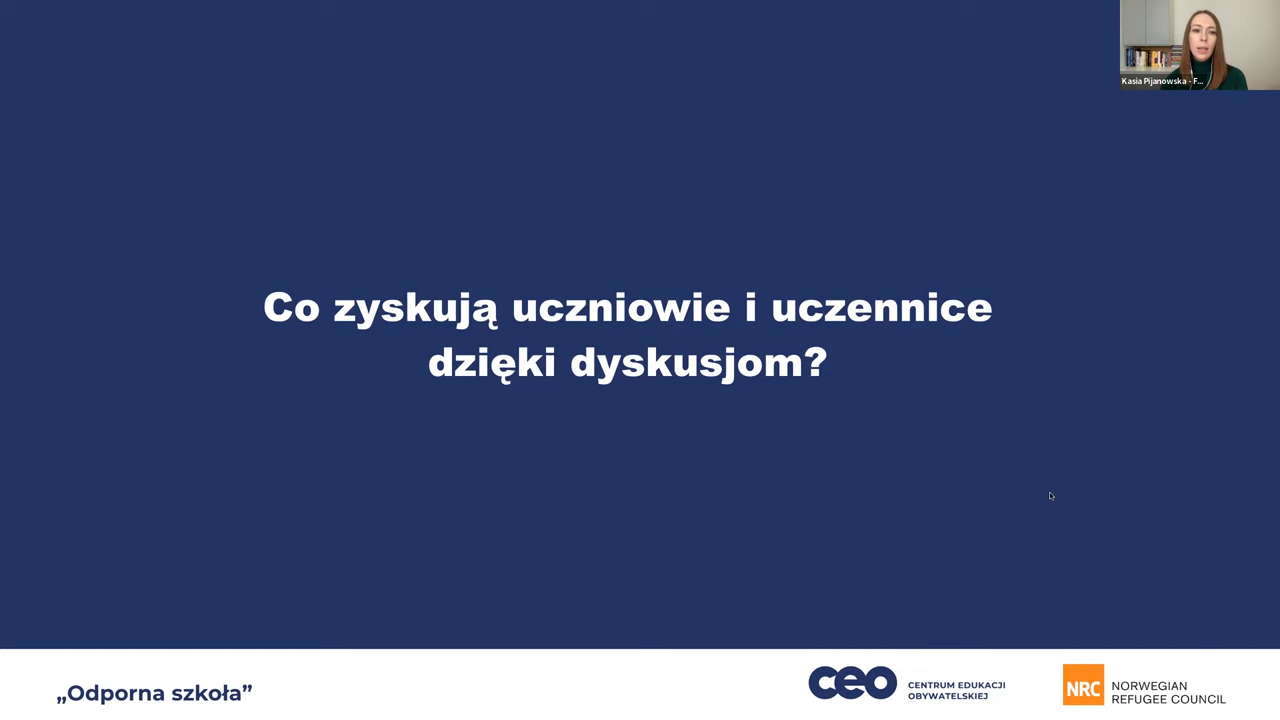 Kasia Pijanowska - F...
Co zyskują uczniowie i uczennice
dzięki dyskusjom?
„Odporna szkoła”
ceo
CENTRUM EDUKACJI
OBYWATELSKIEJ
NRC
NORWEGIAN
REFUGEE COUNCIL